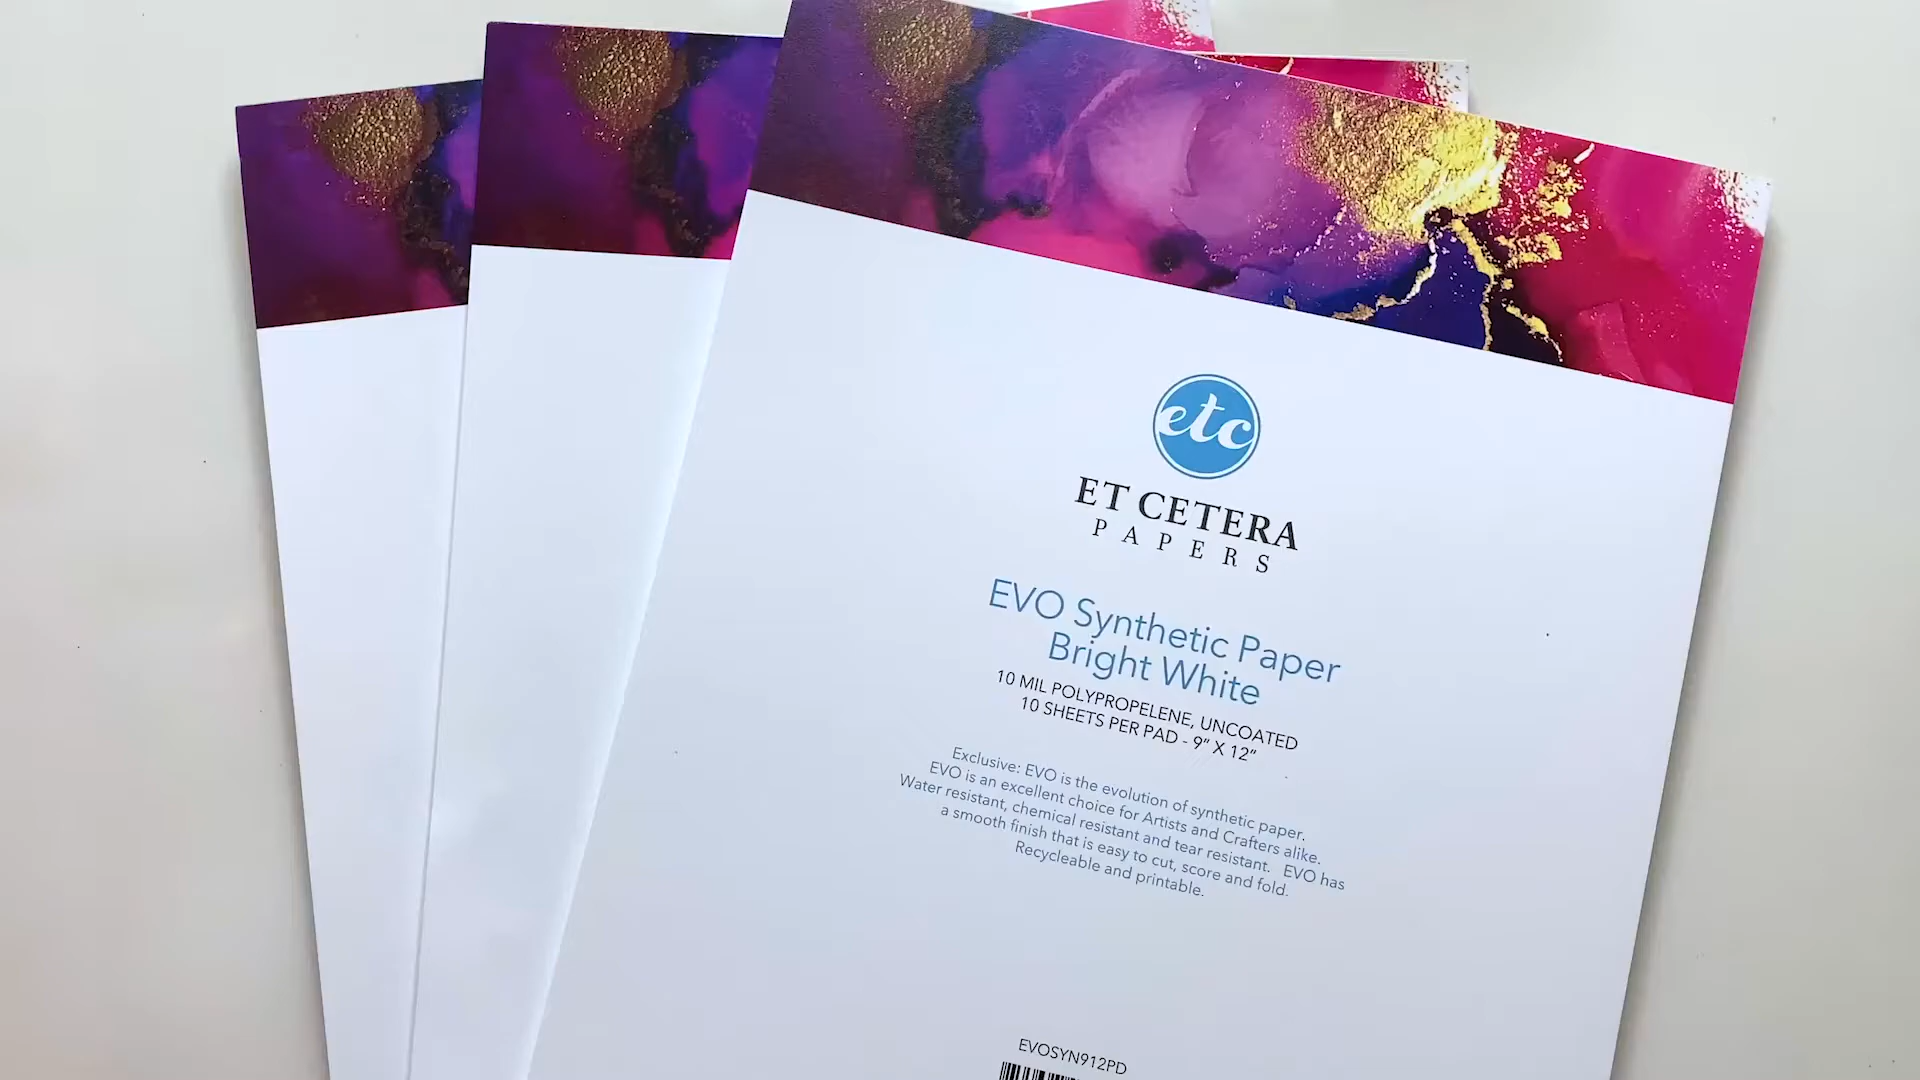 etc
ET CETERA
PAPERS
EVO Synthetic Paper
Bright White
10 MIL POLYPROPELENE, UNCOATED
10 SHEETS PER PAD - 9” X 12”
Exclusive: EVO is the evolution of synthetic paper.
EVO is an excellent choice for Artists and Crafters alike.
Water resistant, chemical resistant and tear resistant. EVO has
a smooth finish that is easy to cut, score and fold.
Recycleable and printable.
EVOSYN912PD